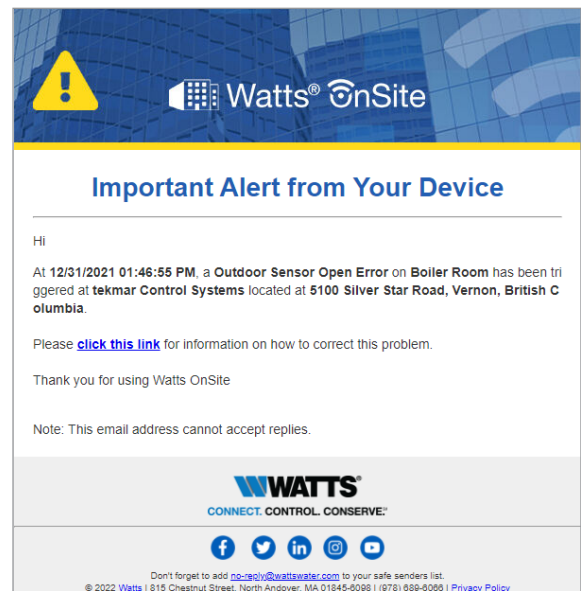 !
Watts® OnSite
Important Alert from Your Device
Hi
At 12/31/2021 01:46:55 PM, a Outdoor Sensor Open Error on Boiler Room has been tri
ggered at tekmar Control Systems located at 5100 Silver Star Road, Vernon, British C
olumbia.
Please click this link for information on how to correct this problem.
Thank you for using Watts OnSite
Note: This email address cannot accept replies.
WATTS®
CONNECT. CONTROL. CONSERVE.™
Don't forget to add no-reply@wattswater.com to your safe senders list.
© 2022 Watts | 815 Chestnut Street, North Andover, MA 01845-6098 | (978) 689-6066 | Privacy Policy